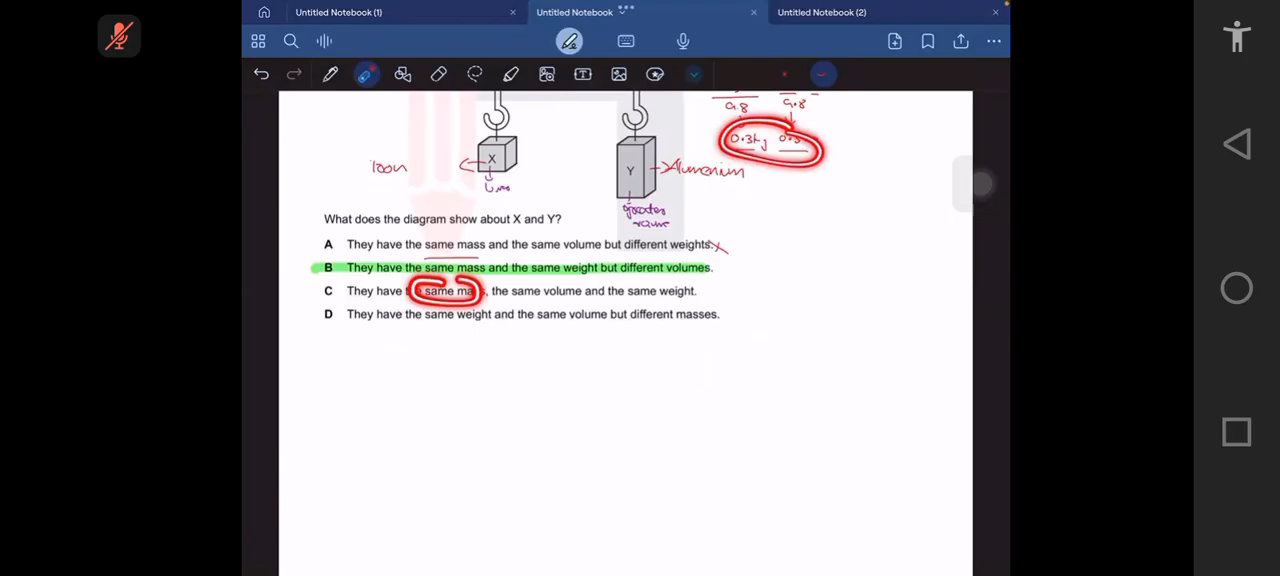 Untitled Notebook (1)
Untitled Notebook
Untitled Notebook (2)
9.8 9.8
0.3kg 0.3
X
Y
Iron
Aluminium
greater
volume
What does the diagram show about X and Y?
A They have the same mass and the same volume but different weights.
B They have the same mass and the same weight but different volumes.
C They have the same mass, the same volume and the same weight.
D They have the same weight and the same volume but different masses.